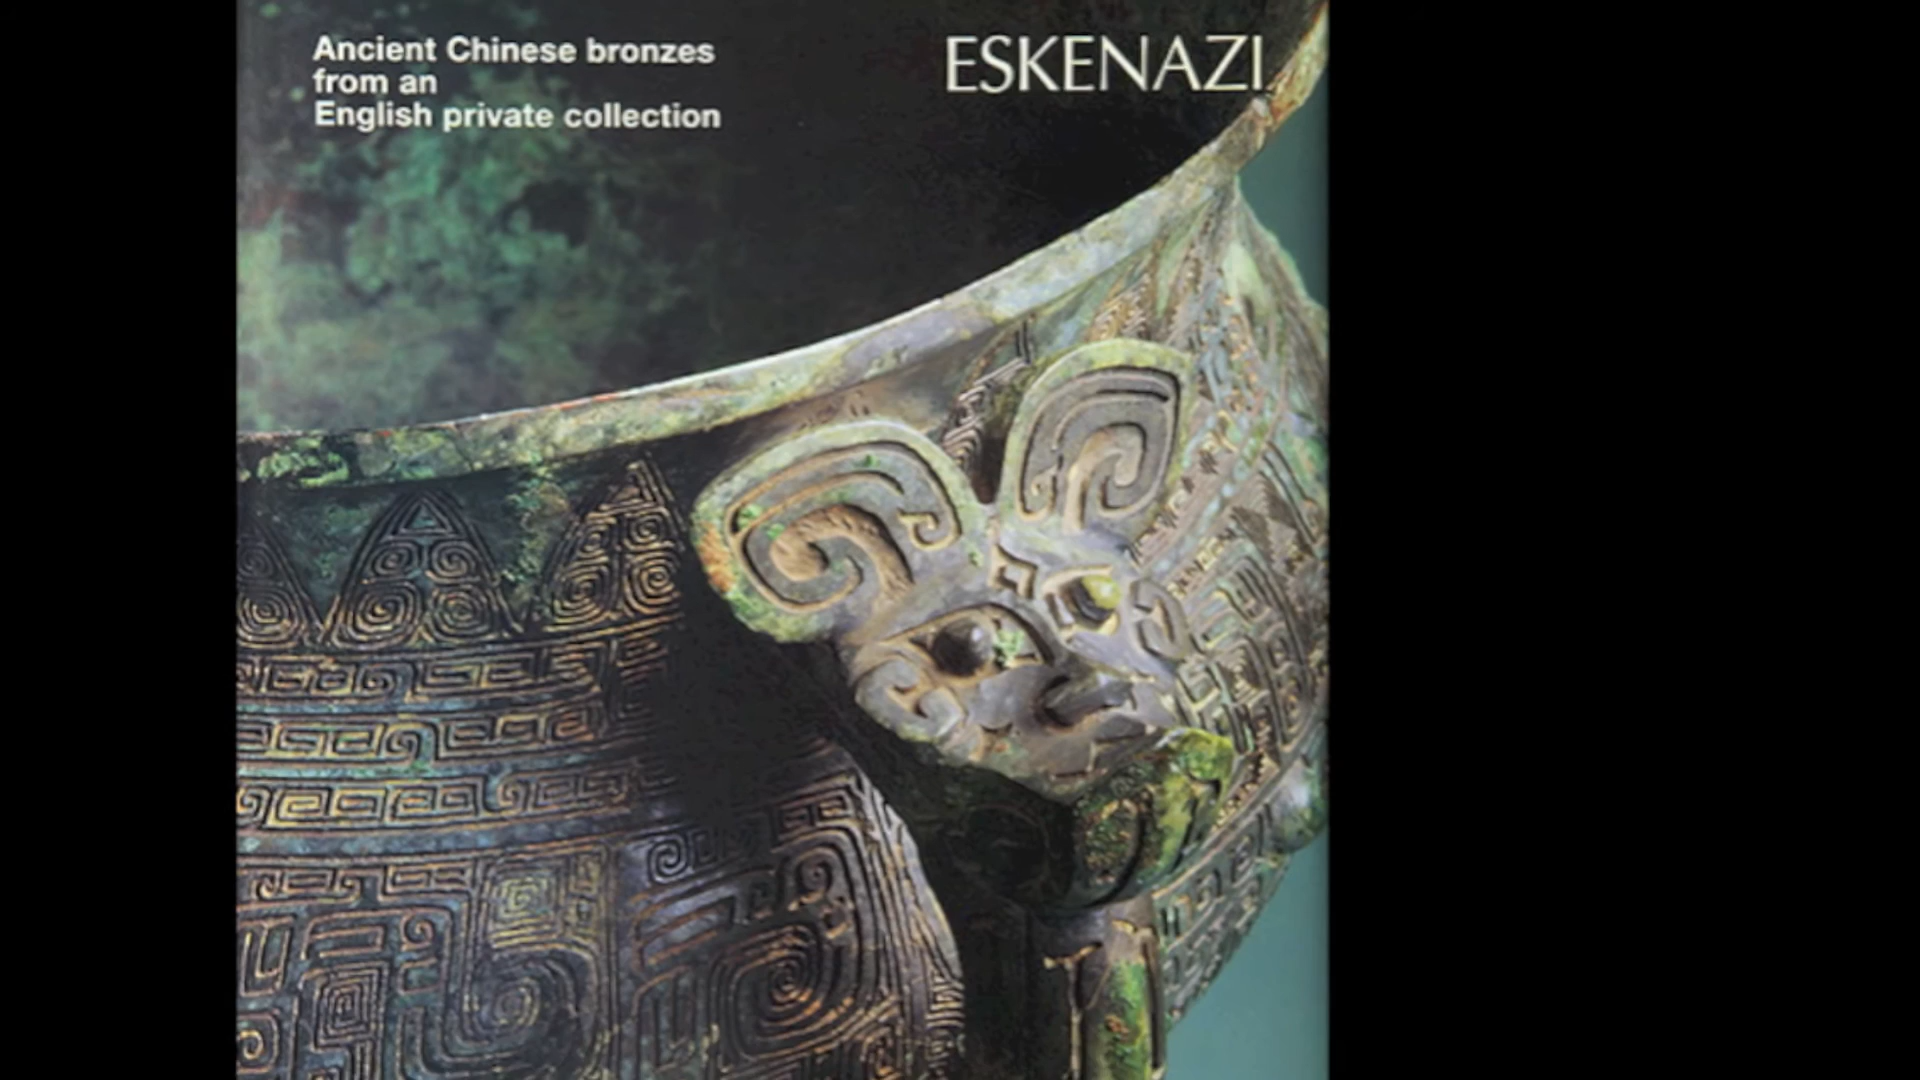 Ancient Chinese bronzes
from an
English private collection
ESKENAZI